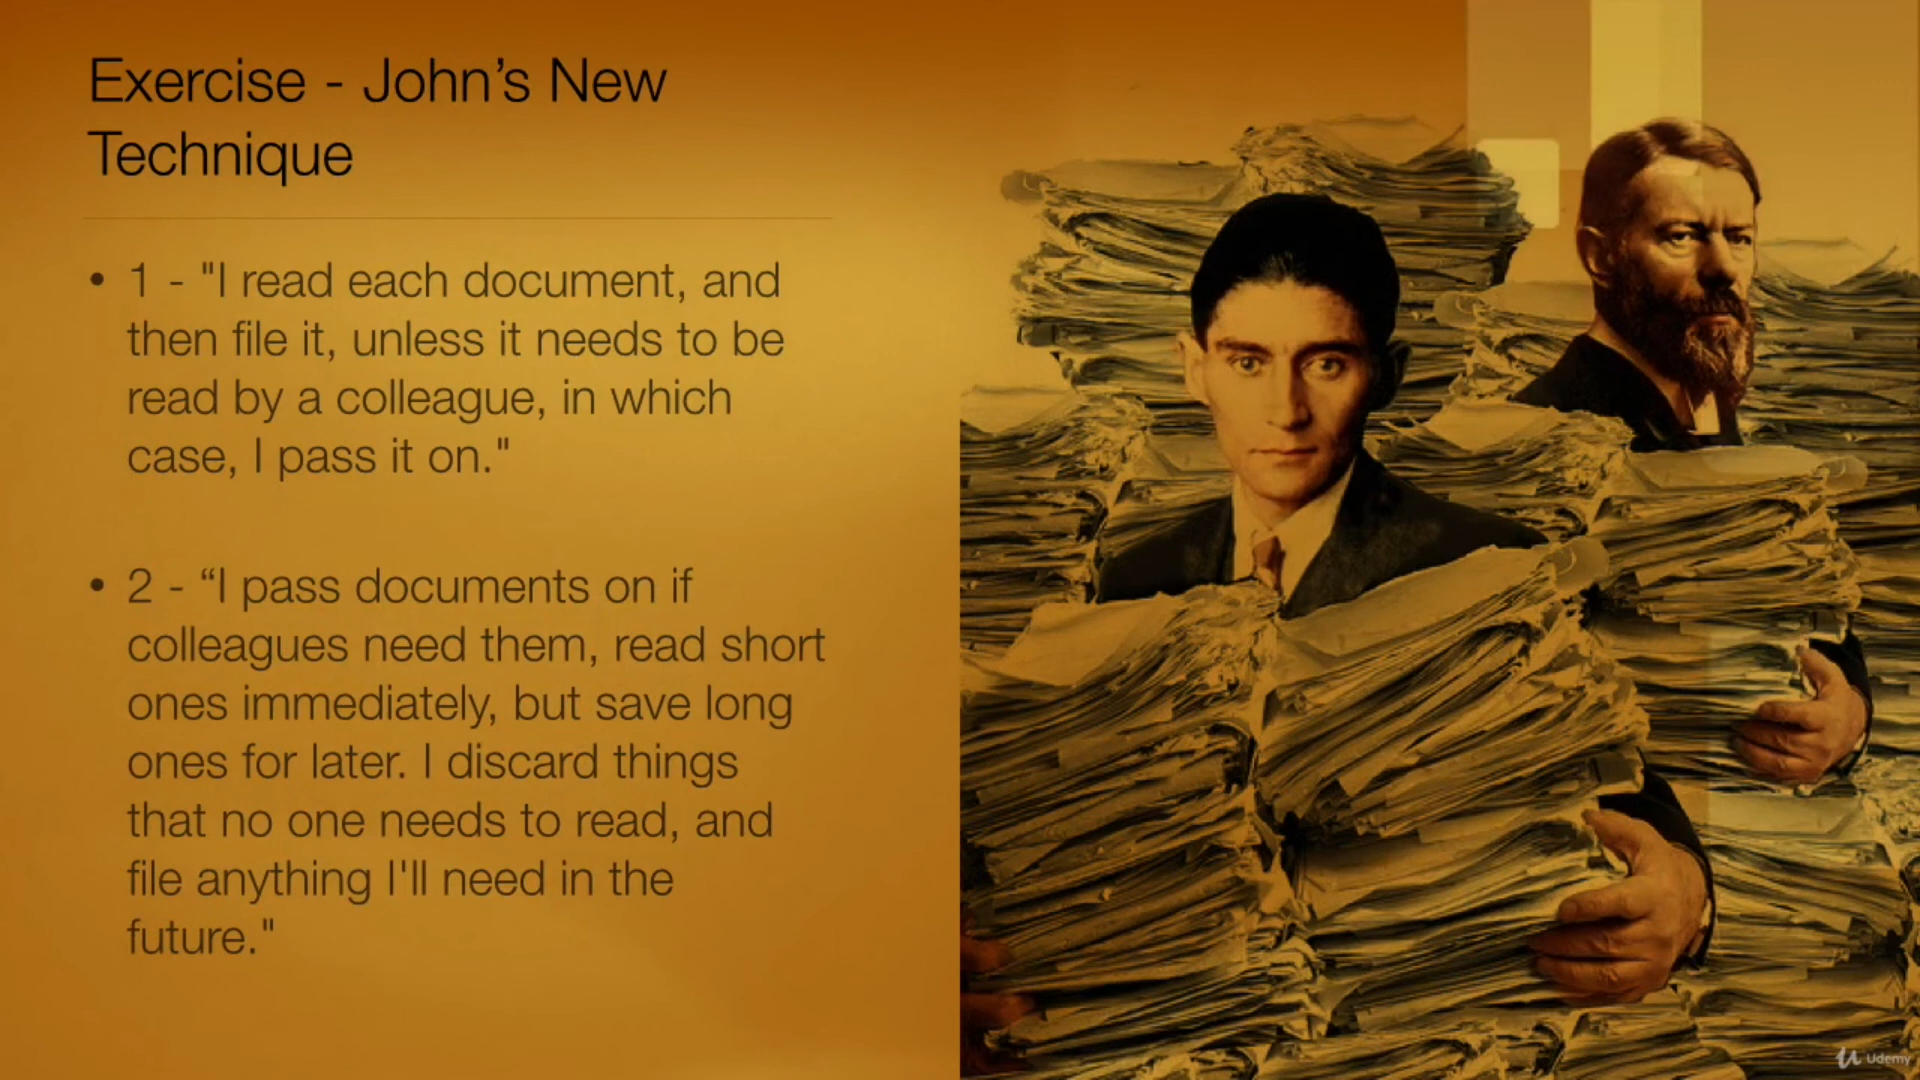 Exercise - John’s New
Technique
• 1 - "I read each document, and
then file it, unless it needs to be
read by a colleague, in which
case, I pass it on."
• 2 - “I pass documents on if
colleagues need them, read short
ones immediately, but save long
ones for later. I discard things
that no one needs to read, and
file anything I'll need in the
future."
Udemy